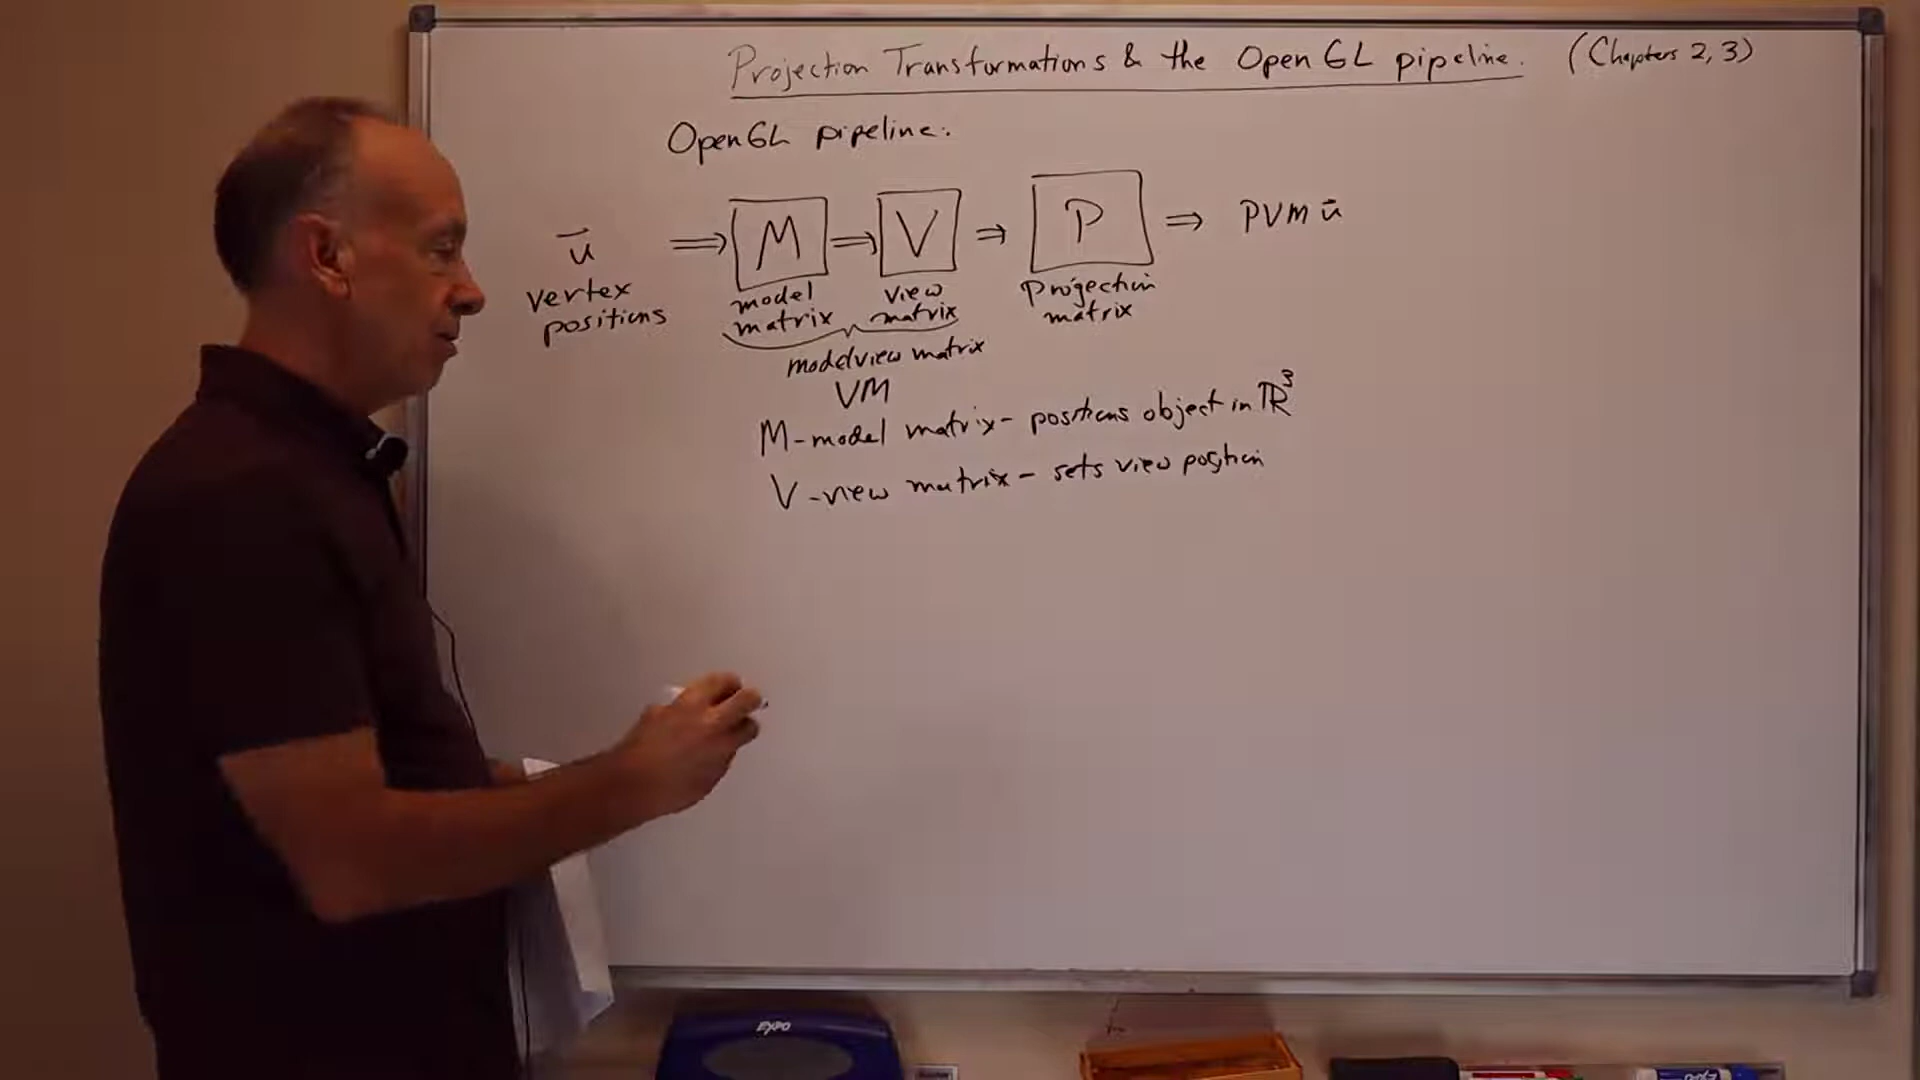 Projection Transformations & the OpenGL pipeline. (Chapters 2, 3)
OpenGL pipeline:
u̅ ⇒ M ⇒ V ⇒ P ⇒ PVM u̅
vertex positions
model matrix
view matrix
Projection matrix
modelview matrix
VM
M - model matrix - positions object in ℝ³
V - view matrix - sets view position
EXPO